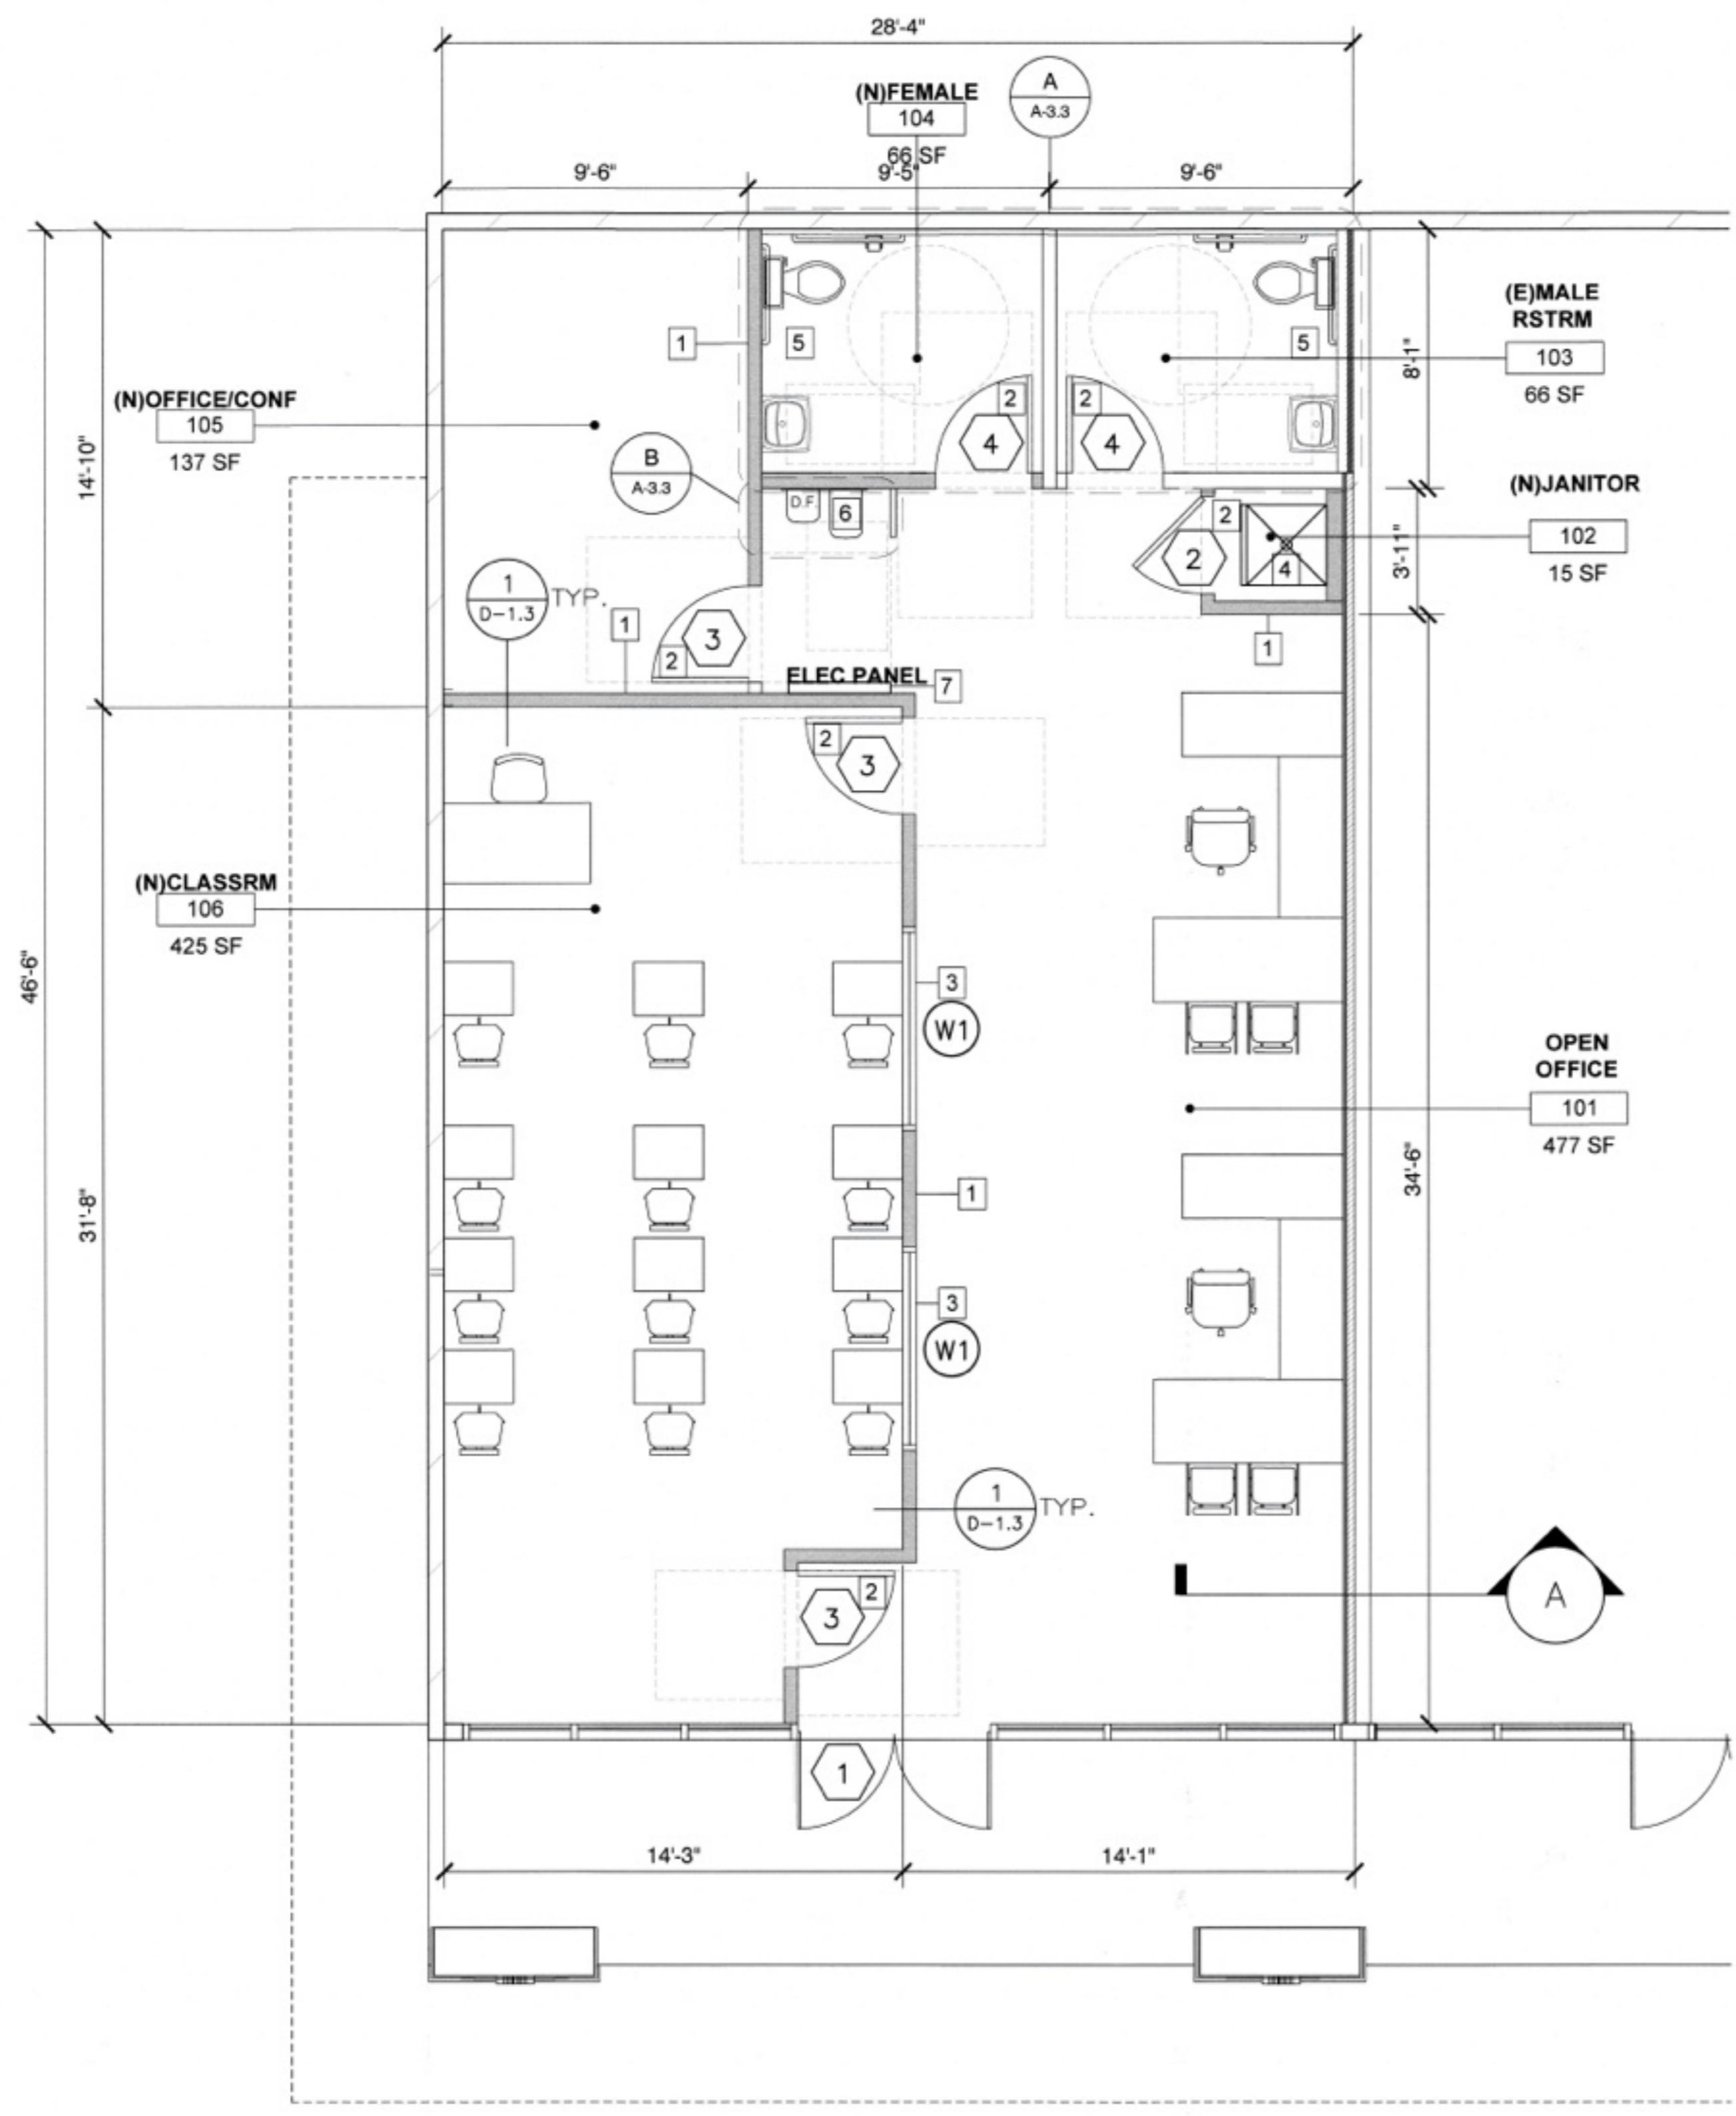 28'-4"
(N)FEMALE
104
66 SF
A
A-3.3
9'-6"
9'-5"
9'-6"
(E)MALE
RSTRM
103
66 SF
8'-1"
1
5
5
2
2
4
4
(N)OFFICE/CONF
105
137 SF
14'-10"
B
A-3.3
D.F.
6
2
2
4
(N)JANITOR
102
15 SF
3'-11"
1
D-1.3
TYP.
1
3
2
1
ELEC PANEL
7
2
3
(N)CLASSRM
106
425 SF
46'-6"
3
W1
OPEN
OFFICE
101
477 SF
31'-8"
34'-6"
1
3
W1
1
D-1.3
TYP.
2
3
A
1
14'-3"
14'-1"